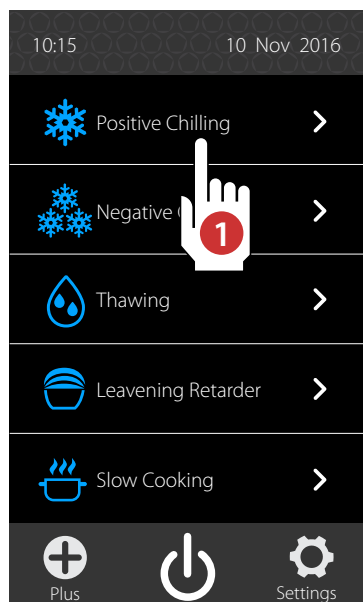 10:15 10 Nov 2016
Positive Chilling
Negative
1
Thawing
Leavening Retarder
Slow Cooking
Plus
Settings